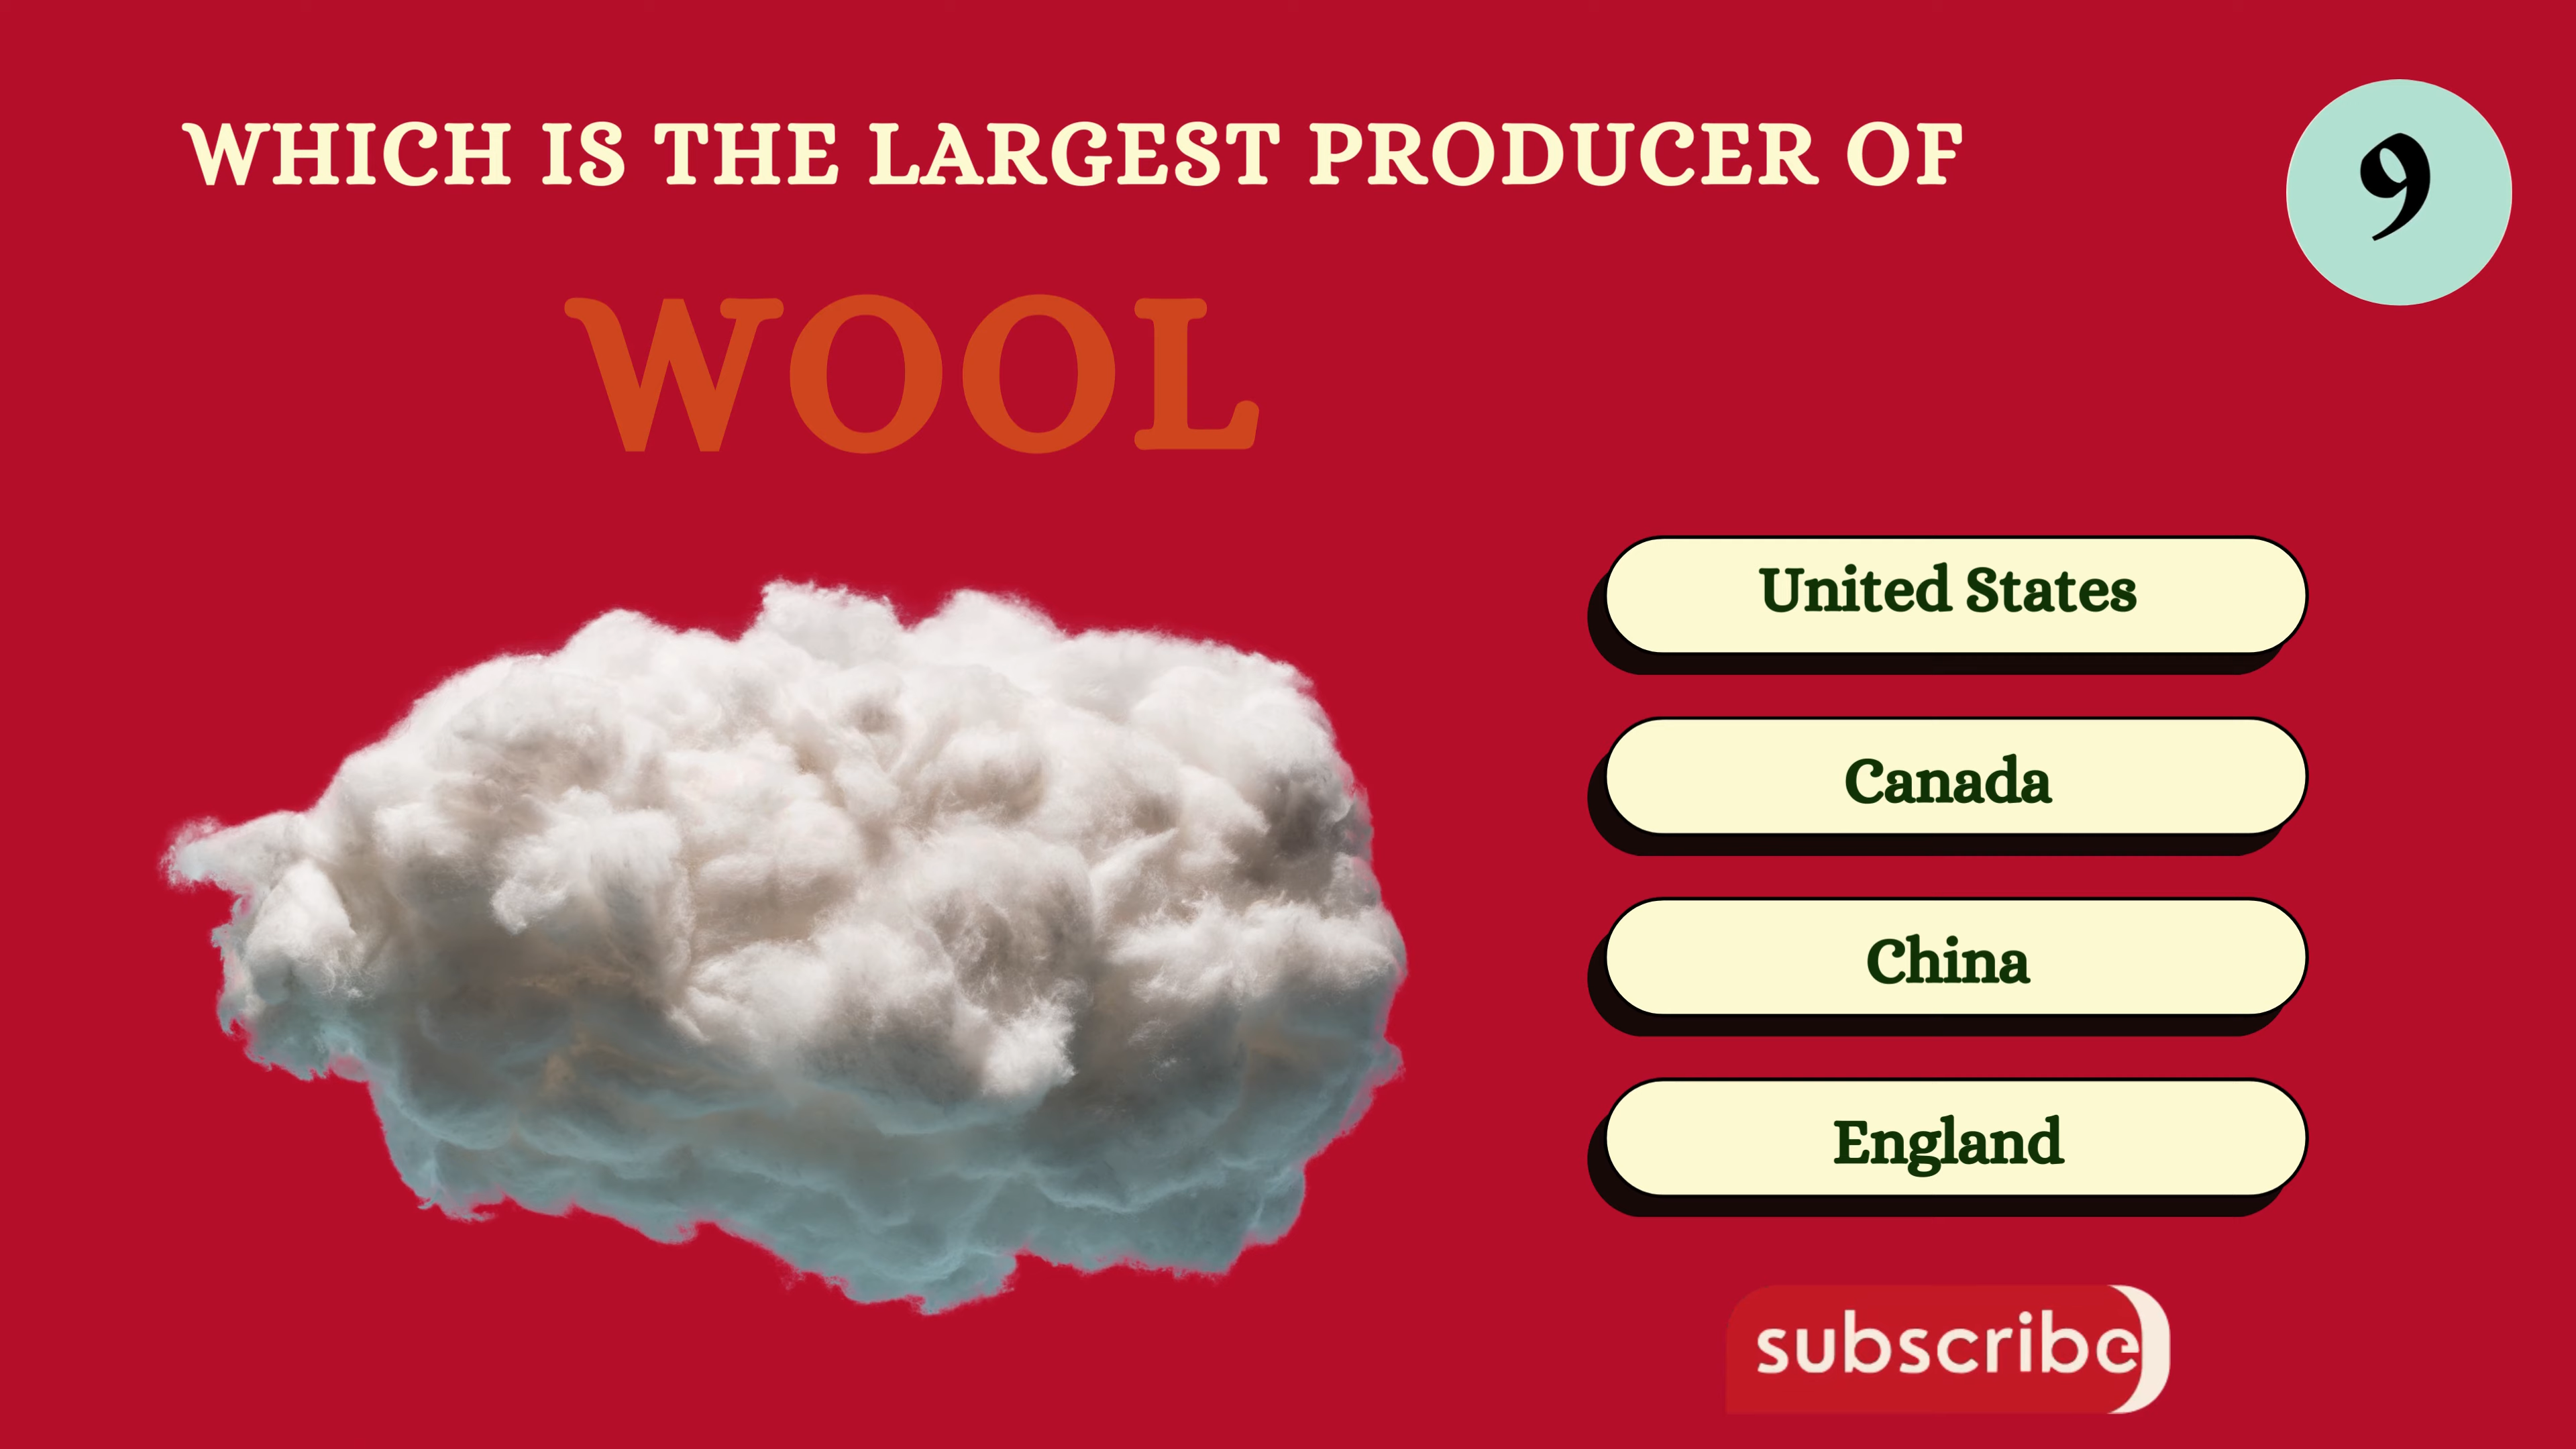 WHICH IS THE LARGEST PRODUCER OF
9
WOOL
United States
Canada
China
England
subscribe